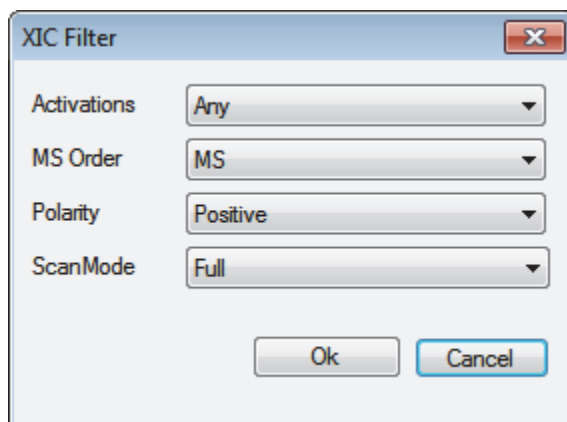 XIC Filter
Activations Any
MS Order MS
Polarity Positive
ScanMode Full
Ok Cancel